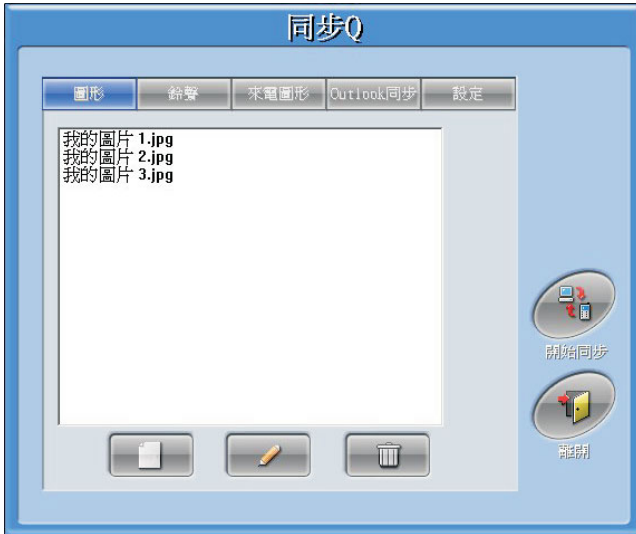 同步Q
圖形 鈴聲 來電圖形 Outlook同步 設定
我的圖片 1.jpg
我的圖片 2.jpg
我的圖片 3.jpg
開始同步
離開